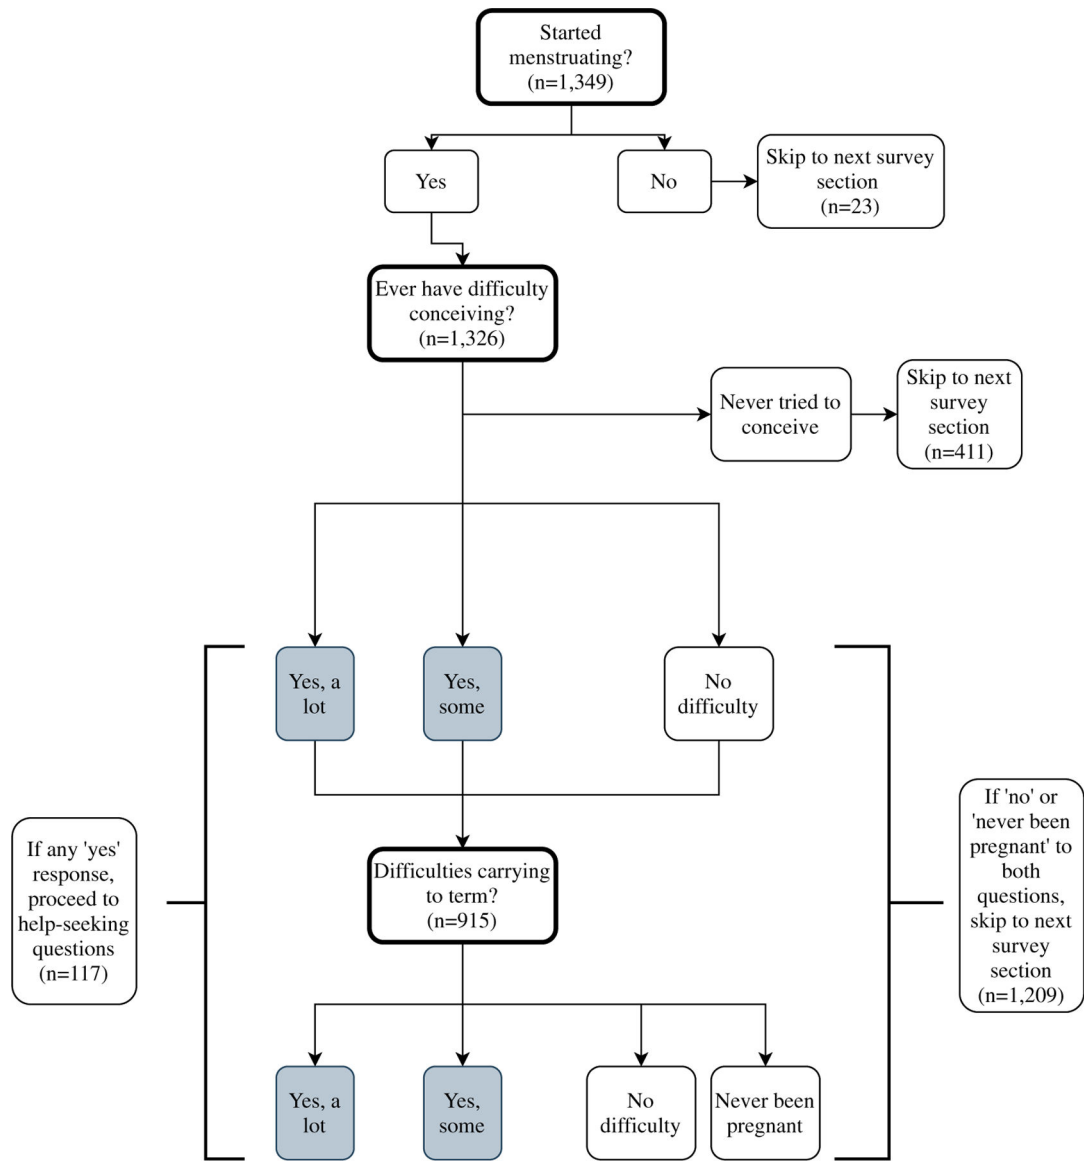 Started
menstruating?
(n=1,349)
Yes
No
Skip to next survey
section
(n=23)
Ever have difficulty
conceiving?
(n=1,326)
Never tried to
conceive
Skip to next
survey
section
(n=411)
Yes, a
lot
Yes,
some
No
difficulty
If any 'yes'
response,
proceed to
help-seeking
questions
(n=117)
Difficulties carrying
to term?
(n=915)
If 'no' or
'never been
pregnant' to
both
questions,
skip to next
survey
section
(n=1,209)
Yes, a
lot
Yes,
some
No
difficulty
Never been
pregnant